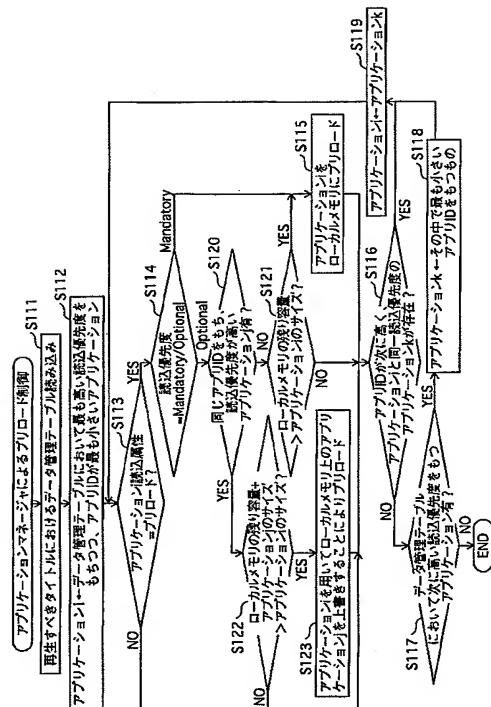 アプリケーションマネージャによるプリロード制御
S111
再生すべきタイトルにおけるデータ管理テーブル読み込み
S112
アプリケーションi←データ管理テーブルにおいて最も高い読込優先度を
もちつつ、アプリIDが最も小さいアプリケーション
S113
アプリケーションi読込属性
=プリロード?
NO
YES
S114
読込優先度
=Mandatory/Optional
Mandatory
Optional
S115
アプリケーションiを
ローカルメモリにプリロード
S120
同じアプリIDをもち、
読込優先度が高い
アプリケーションj有?
YES
NO
S121
ローカルメモリの残り容量
>アプリケーションiのサイズ?
YES
NO
S122
ローカルメモリの残り容量+
アプリケーションjのサイズ
>アプリケーションiのサイズ?
NO
YES
S123
アプリケーションiを用いてローカルメモリ上のアプリ
ケーションjを上書きすることによりプリロード
S116
アプリIDが次に高く、
アプリケーションiと同一読込優先度の
アプリケーションkが存在?
NO
YES
S117
データ管理テーブル
において次に高い読込優先度をもつ
アプリケーション有?
YES
NO
END
S118
アプリケーションk←その中で最も小さい
アプリIDをもつもの
S119
アプリケーションi←アプリケーションk